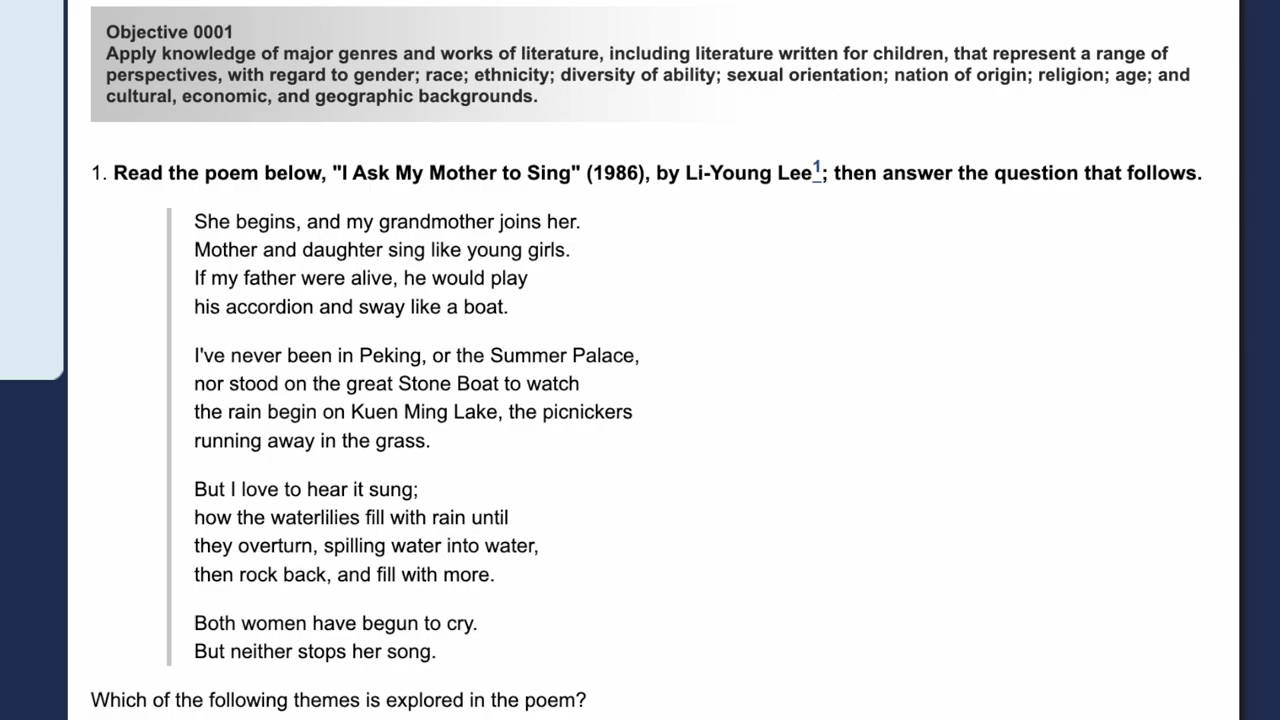 Objective 0001
Apply knowledge of major genres and works of literature, including literature written for children, that represent a range of
perspectives, with regard to gender; race; ethnicity; diversity of ability; sexual orientation; nation of origin; religion; age; and
cultural, economic, and geographic backgrounds.
1. Read the poem below, "I Ask My Mother to Sing" (1986), by Li-Young Lee1; then answer the question that follows.
She begins, and my grandmother joins her.
Mother and daughter sing like young girls.
If my father were alive, he would play
his accordion and sway like a boat.
I've never been in Peking, or the Summer Palace,
nor stood on the great Stone Boat to watch
the rain begin on Kuen Ming Lake, the picnickers
running away in the grass.
But I love to hear it sung;
how the waterlilies fill with rain until
they overturn, spilling water into water,
then rock back, and fill with more.
Both women have begun to cry.
But neither stops her song.
Which of the following themes is explored in the poem?